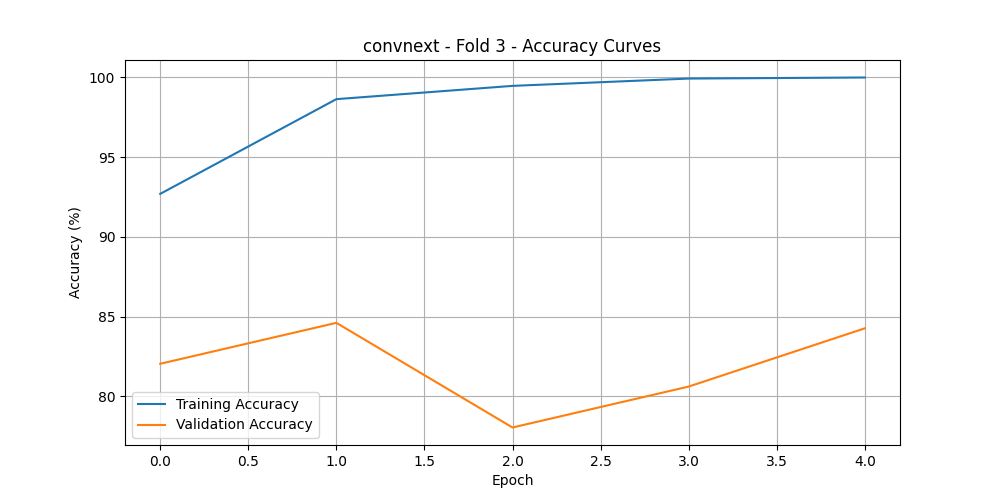 convnext - Fold 3 - Accuracy Curves
Accuracy (%)
100
95
90
85
80
Training Accuracy
Validation Accuracy
0.0 0.5 1.0 1.5 2.0 2.5 3.0 3.5 4.0
Epoch